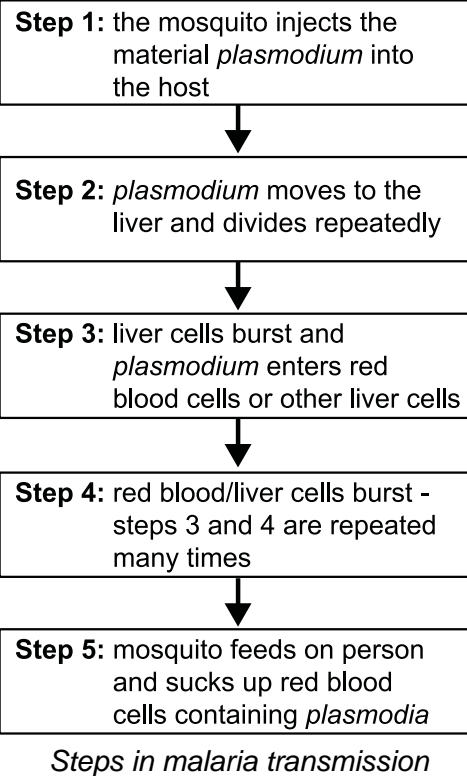 Step 1: the mosquito injects the
material plasmodium into
the host
Step 2: plasmodium moves to the
liver and divides repeatedly
Step 3: liver cells burst and
plasmodium enters red
blood cells or other liver cells
Step 4: red blood/liver cells burst -
steps 3 and 4 are repeated
many times
Step 5: mosquito feeds on person
and sucks up red blood
cells containing plasmodia
Steps in malaria transmission